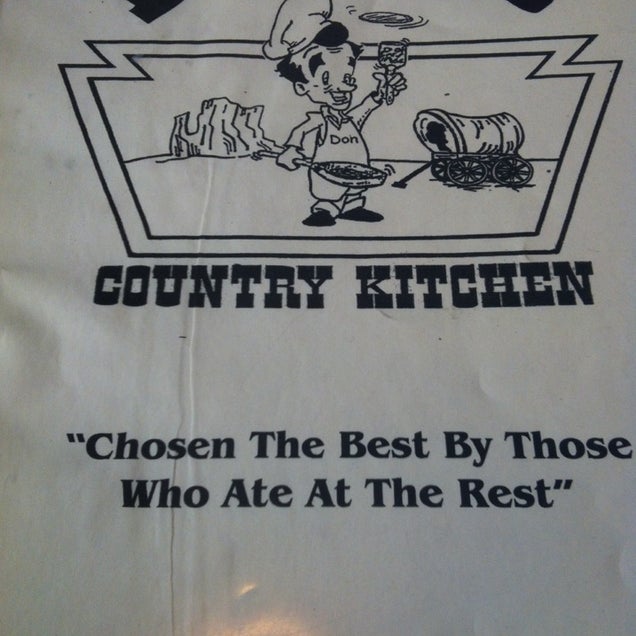 Don
COUNTRY KITCHEN
"Chosen The Best By Those
Who Ate At The Rest"